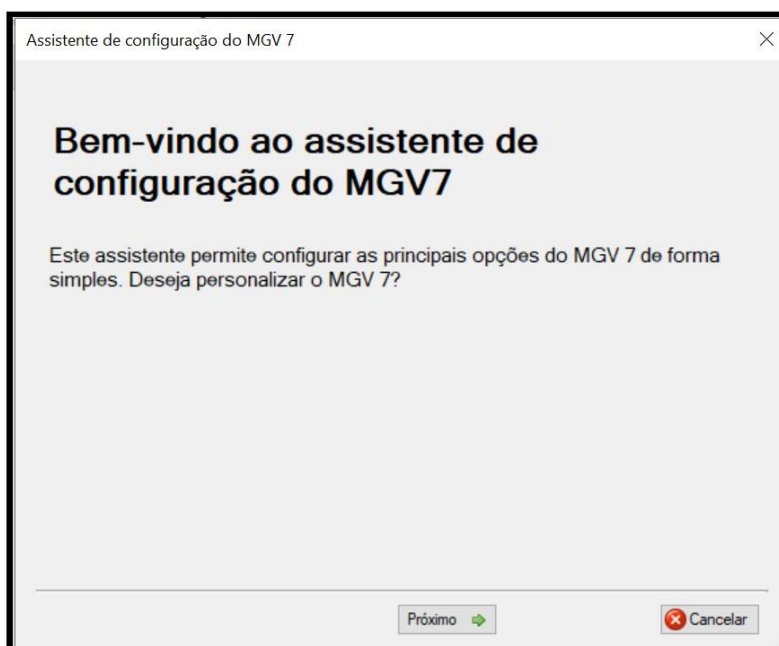 Assistente de configuração do MGV 7
Bem-vindo ao assistente de
configuração do MGV7
Este assistente permite configurar as principais opções do MGV 7 de forma
simples. Deseja personalizar o MGV 7?
Próximo
Cancelar